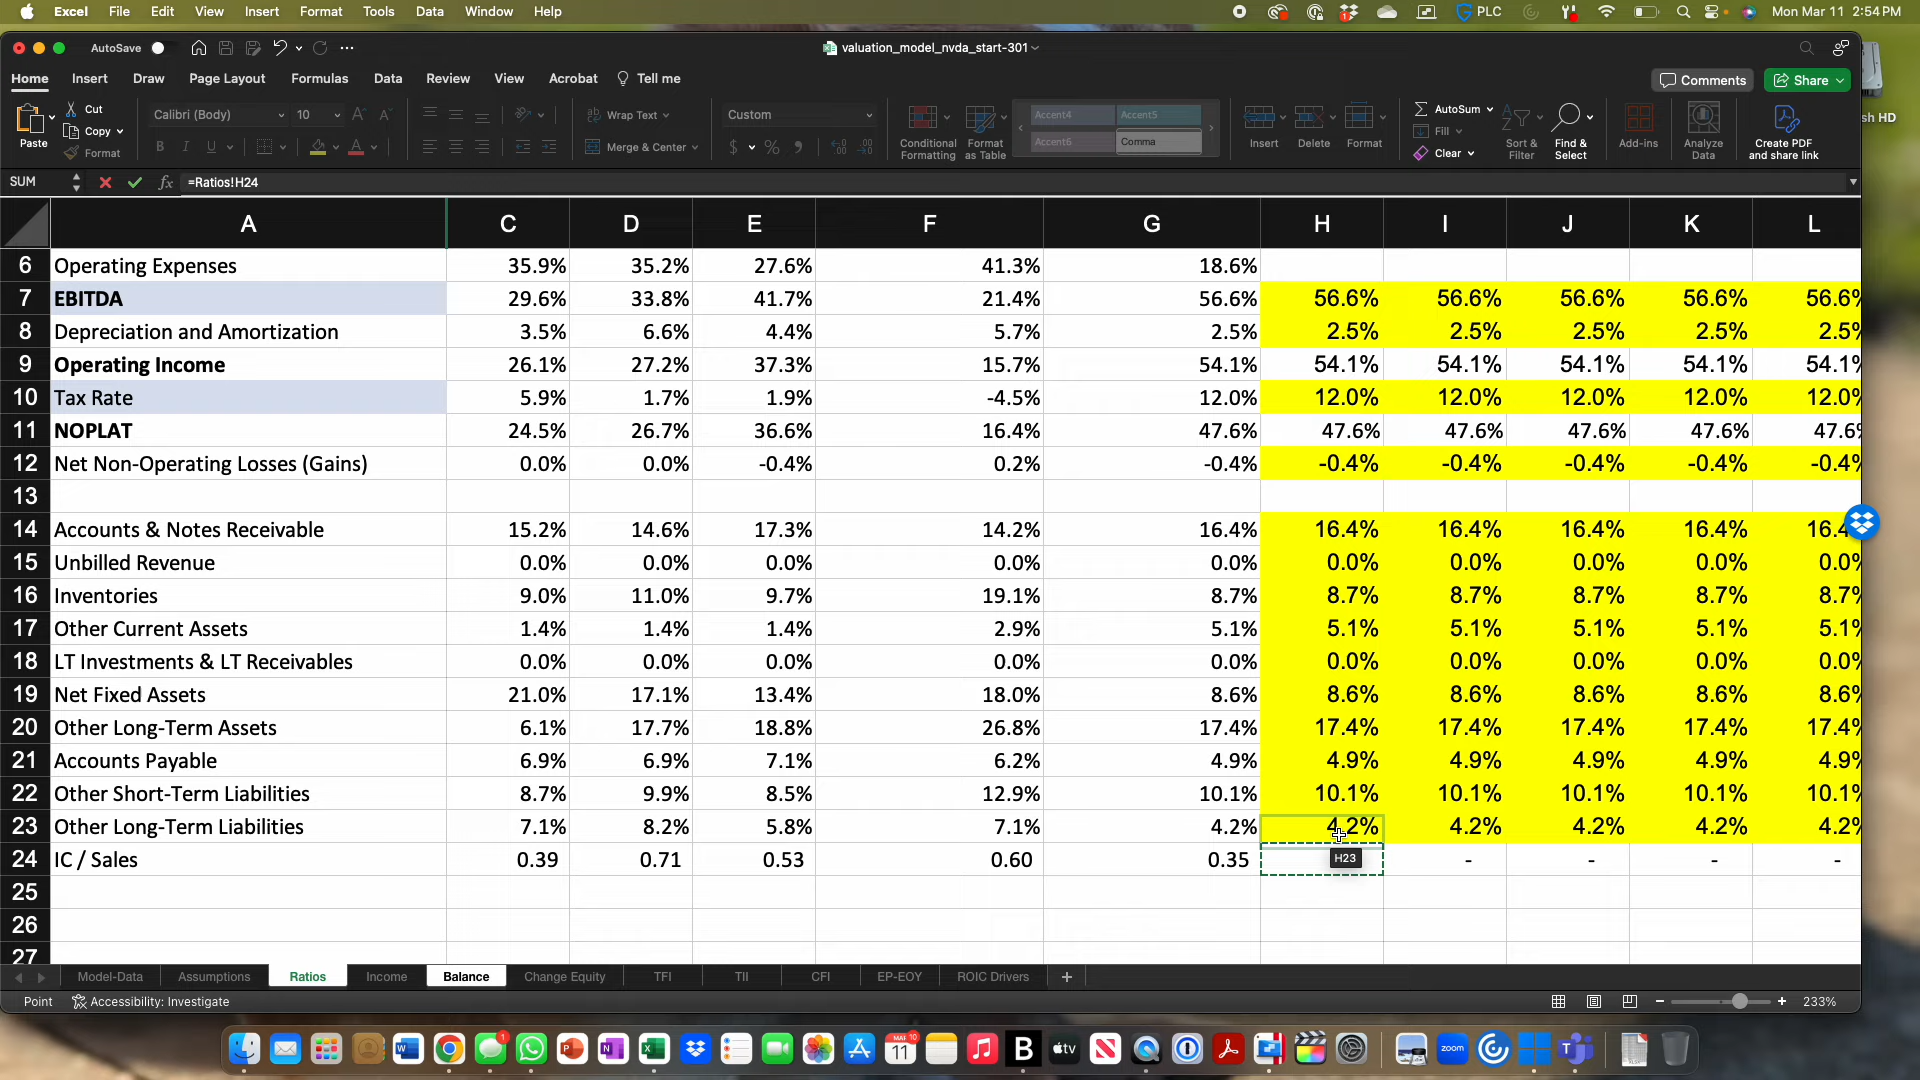 Excel File Edit View Insert Format Tools Data Window Help PLC Mon Mar 11 2:54 PM
AutoSave valuation_model_nvda_start-301
Home Insert Draw Page Layout Formulas Data Review View Acrobat Tell me Comments Share
Paste Cut Copy Format
Calibri (Body) 10 Wrap Text Merge & Center Custom
Conditional Formatting Format as Table Accent4 Accent5 Accent6 Comma
Insert Delete Format AutoSum Fill Clear Sort & Filter Find & Select Add-ins Analyze Data Create PDF and share link
sh HD
SUM fx =Ratios!H24
A C D E F G H I J K L
6 Operating Expenses 35.9% 35.2% 27.6% 41.3% 18.6%
7 EBITDA 29.6% 33.8% 41.7% 21.4% 56.6% 56.6% 56.6% 56.6% 56.6% 56.6%
8 Depreciation and Amortization 3.5% 6.6% 4.4% 5.7% 2.5% 2.5% 2.5% 2.5% 2.5% 2.5%
9 Operating Income 26.1% 27.2% 37.3% 15.7% 54.1% 54.1% 54.1% 54.1% 54.1% 54.1%
10 Tax Rate 5.9% 1.7% 1.9% -4.5% 12.0% 12.0% 12.0% 12.0% 12.0% 12.0%
11 NOPLAT 24.5% 26.7% 36.6% 16.4% 47.6% 47.6% 47.6% 47.6% 47.6% 47.6%
12 Net Non-Operating Losses (Gains) 0.0% 0.0% -0.4% 0.2% -0.4% -0.4% -0.4% -0.4% -0.4% -0.4%
13
14 Accounts & Notes Receivable 15.2% 14.6% 17.3% 14.2% 16.4% 16.4% 16.4% 16.4% 16.4% 16.4
15 Unbilled Revenue 0.0% 0.0% 0.0% 0.0% 0.0% 0.0% 0.0% 0.0% 0.0% 0.0%
16 Inventories 9.0% 11.0% 9.7% 19.1% 8.7% 8.7% 8.7% 8.7% 8.7% 8.7%
17 Other Current Assets 1.4% 1.4% 1.4% 2.9% 5.1% 5.1% 5.1% 5.1% 5.1% 5.1%
18 LT Investments & LT Receivables 0.0% 0.0% 0.0% 0.0% 0.0% 0.0% 0.0% 0.0% 0.0% 0.0%
19 Net Fixed Assets 21.0% 17.1% 13.4% 18.0% 8.6% 8.6% 8.6% 8.6% 8.6% 8.6%
20 Other Long-Term Assets 6.1% 17.7% 18.8% 26.8% 17.4% 17.4% 17.4% 17.4% 17.4% 17.4%
21 Accounts Payable 6.9% 6.9% 7.1% 6.2% 4.9% 4.9% 4.9% 4.9% 4.9% 4.9%
22 Other Short-Term Liabilities 8.7% 9.9% 8.5% 12.9% 10.1% 10.1% 10.1% 10.1% 10.1% 10.1%
23 Other Long-Term Liabilities 7.1% 8.2% 5.8% 7.1% 4.2% 4.2% 4.2% 4.2% 4.2% 4.2%
24 IC / Sales 0.39 0.71 0.53 0.60 0.35 H23 - - - -
25
26
27
Model-Data Assumptions Ratios Income Balance Change Equity TFI TII CFI EP-EOY ROIC Drivers +
Point Accessibility: Investigate 233%
MAR 11 tv zoom